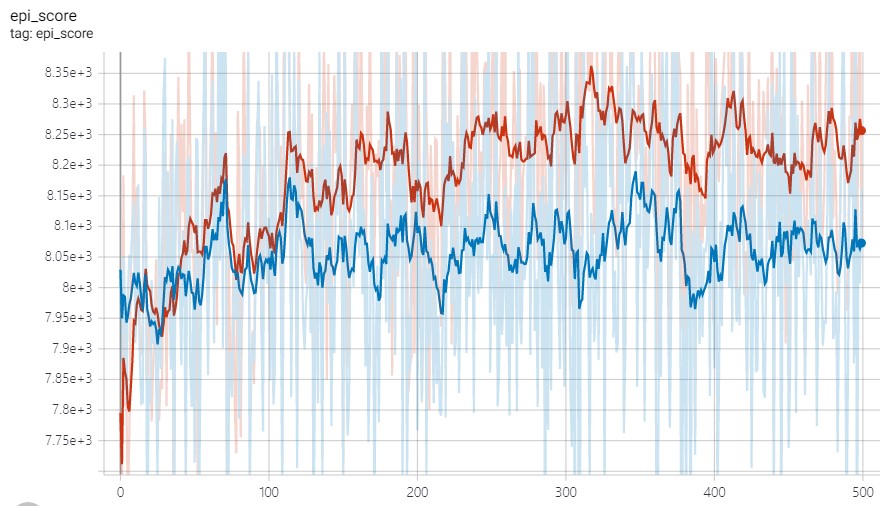 epi_score
tag: epi_score
8.35e+3
8.3e+3
8.25e+3
8.2e+3
8.15e+3
8.1e+3
8.05e+3
8e+3
7.95e+3
7.9e+3
7.85e+3
7.8e+3
7.75e+3
0 100 200 300 400 500